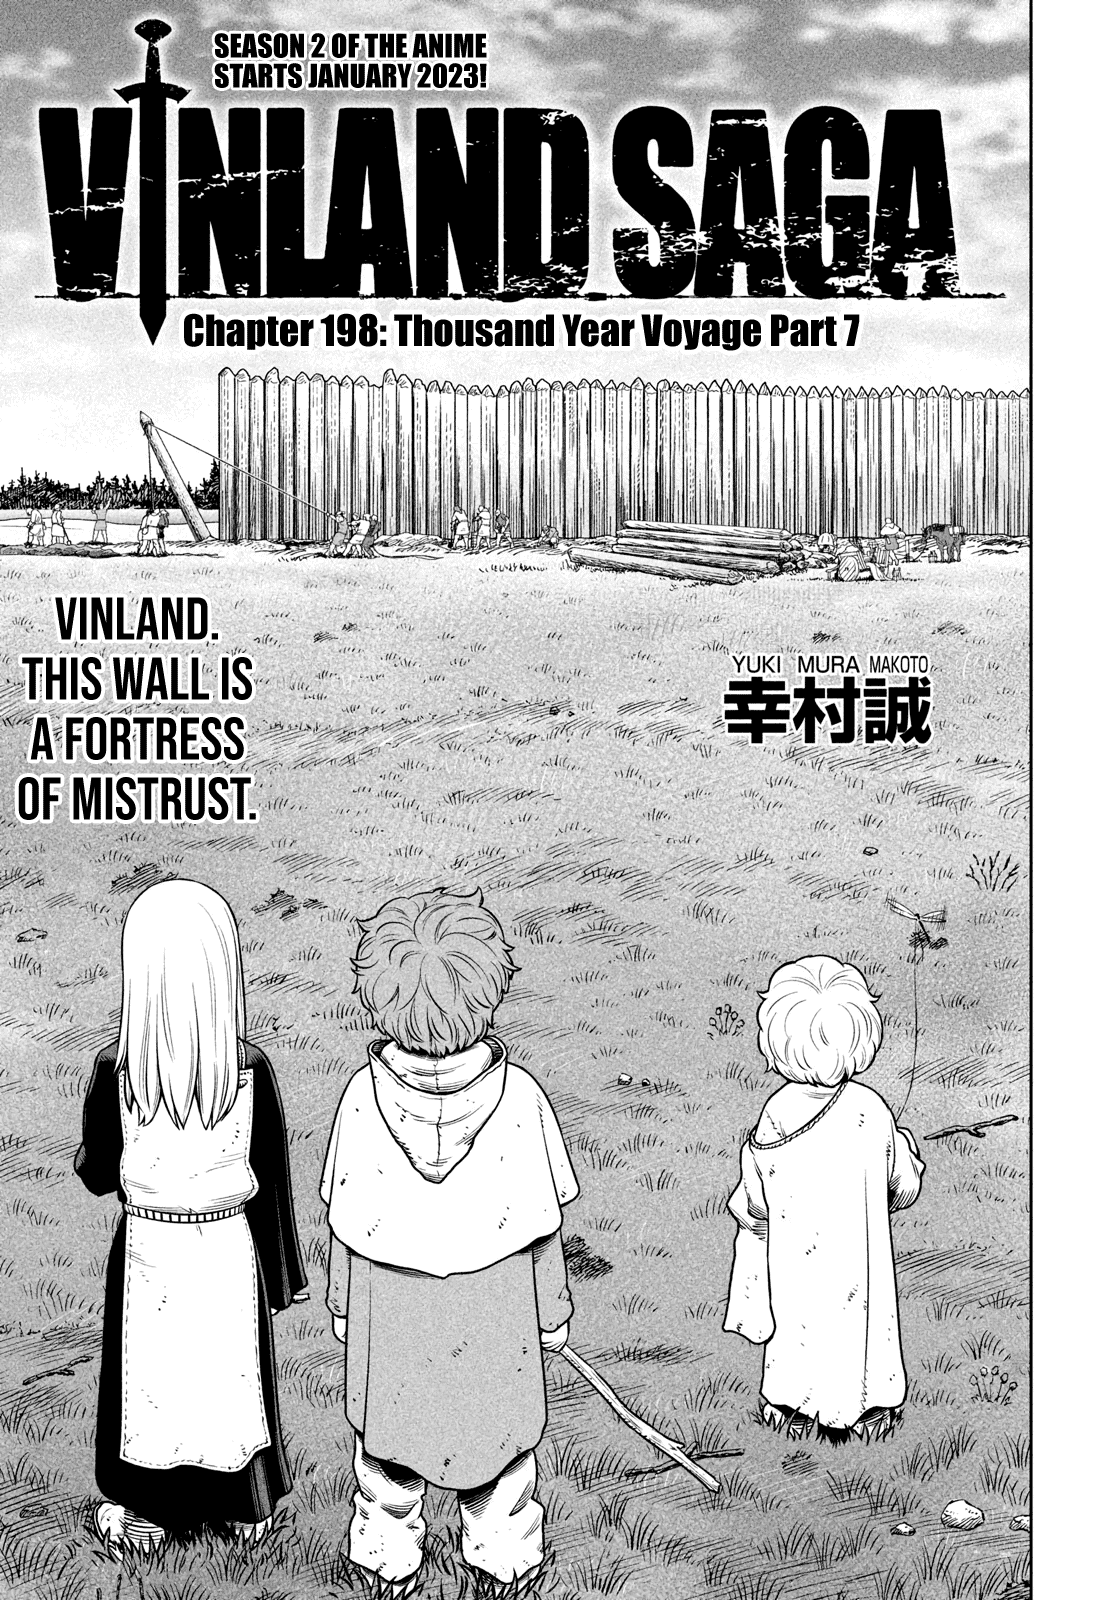 SEASON 2 OF THE ANIME
STARTS JANUARY 2023!
VINLAND SAGA
Chapter 198: Thousand Year Voyage Part 7
VINLAND.
THIS WALL IS
A FORTRESS
OF MISTRUST.
YUKI MURA MAKOTO
幸村誠